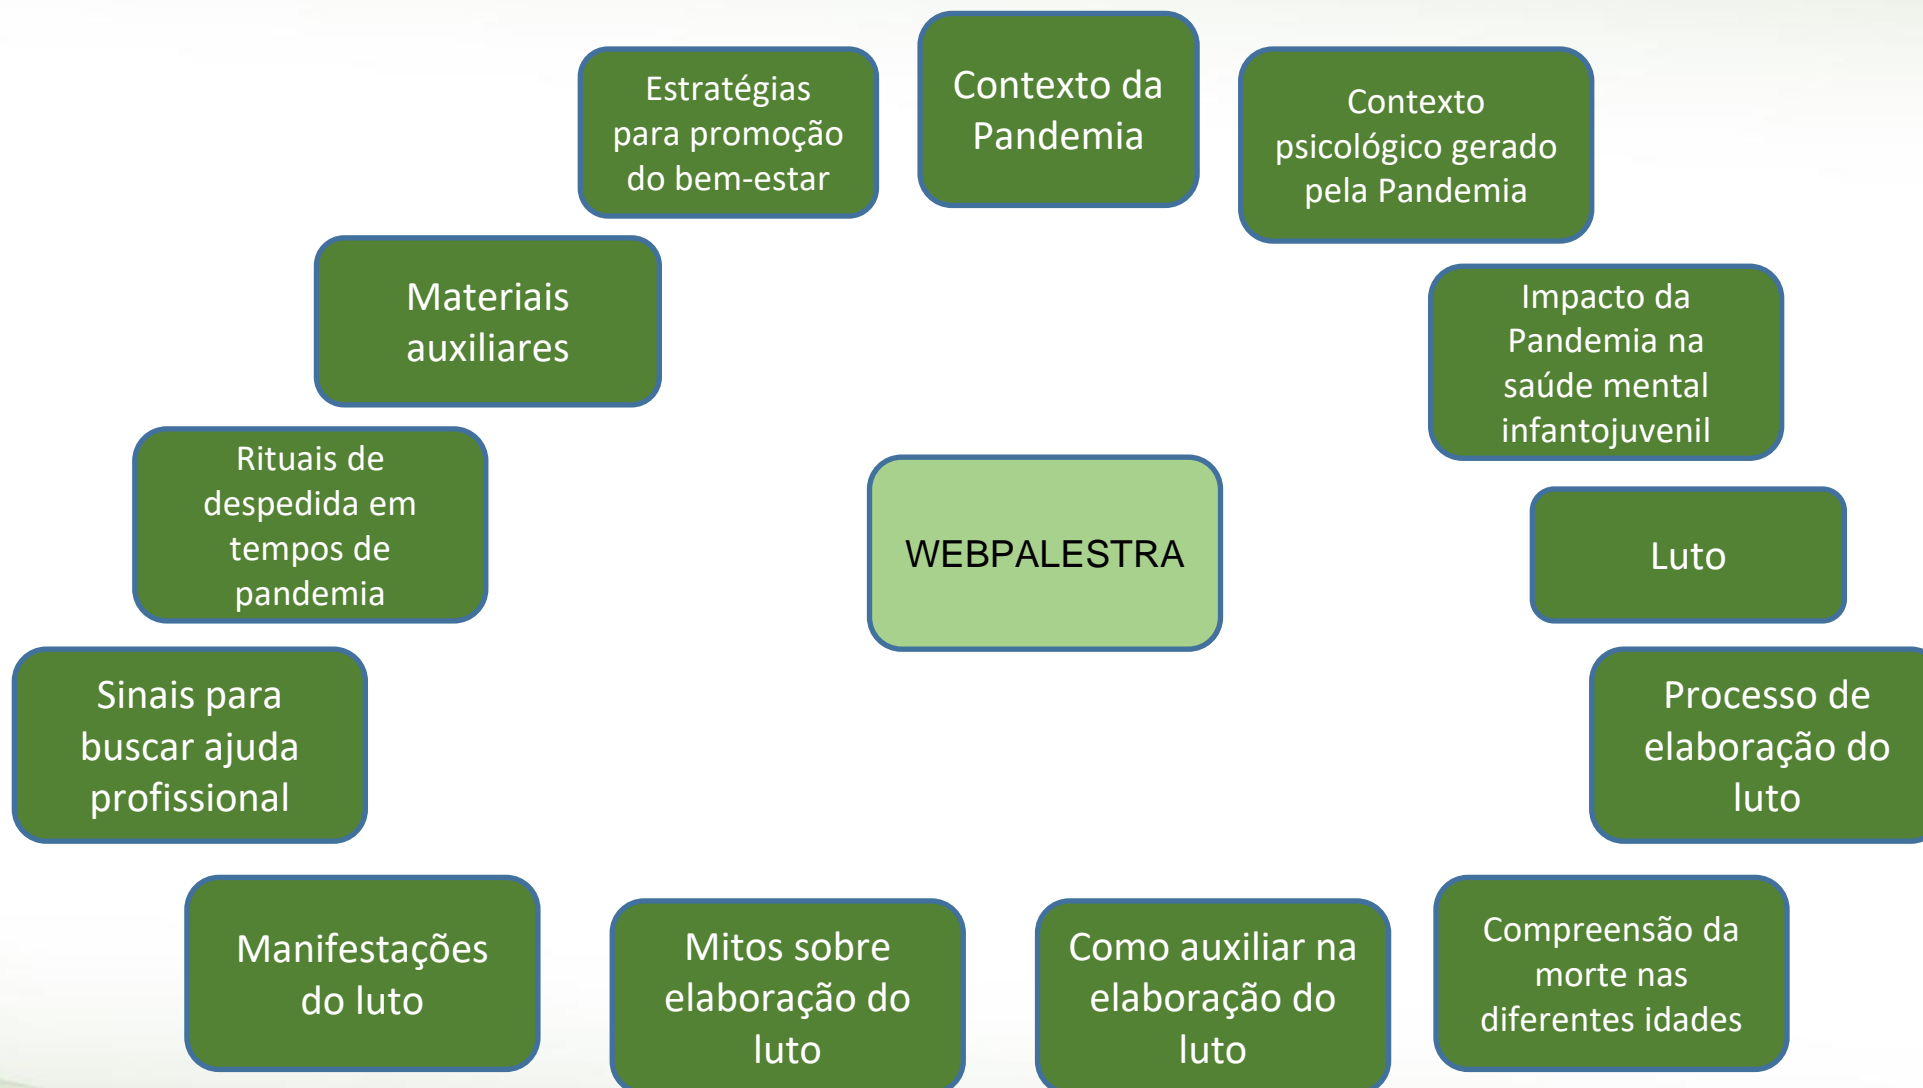 Contexto da
Pandemia
Contexto
psicológico gerado
pela Pandemia
Impacto da
Pandemia na
saúde mental
infantojuvenil
Luto
Processo de
elaboração do
luto
Compreensão da
morte nas
diferentes idades
Como auxiliar na
elaboração do
luto
Mitos sobre
elaboração do
luto
Manifestações
do luto
Sinais para
buscar ajuda
profissional
Rituais de
despedida em
tempos de
pandemia
Materiais
auxiliares
Estratégias
para promoção
do bem-estar
WEBPALESTRA